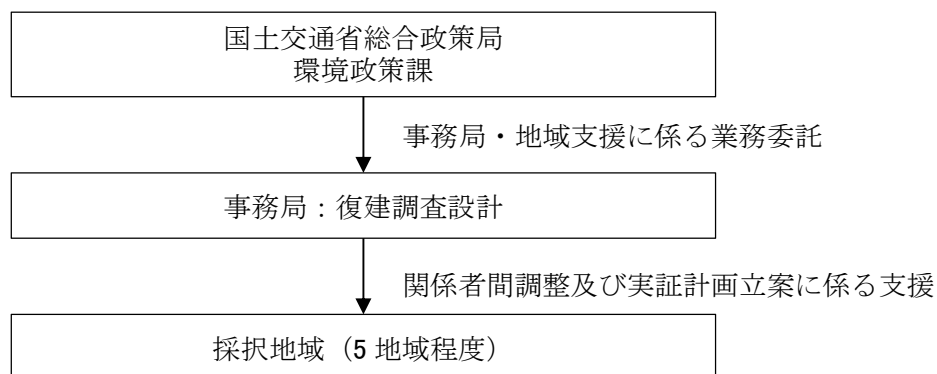 国土交通省総合政策局
環境政策課
事務局・地域支援に係る業務委託
事務局：復建調査設計
関係者間調整及び実証計画立案に係る支援
採択地域（5 地域程度）